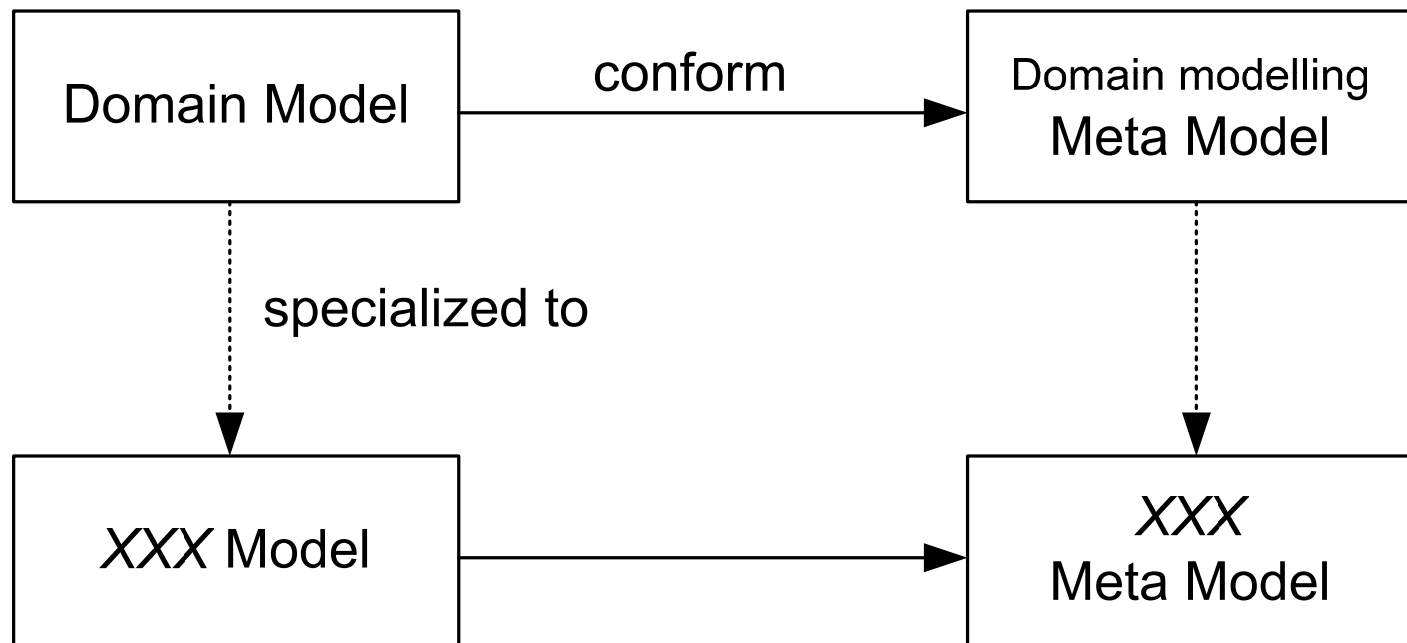 Domain Model
conform
Domain modelling
Meta Model
specialized to
XXX Model
XXX
Meta Model